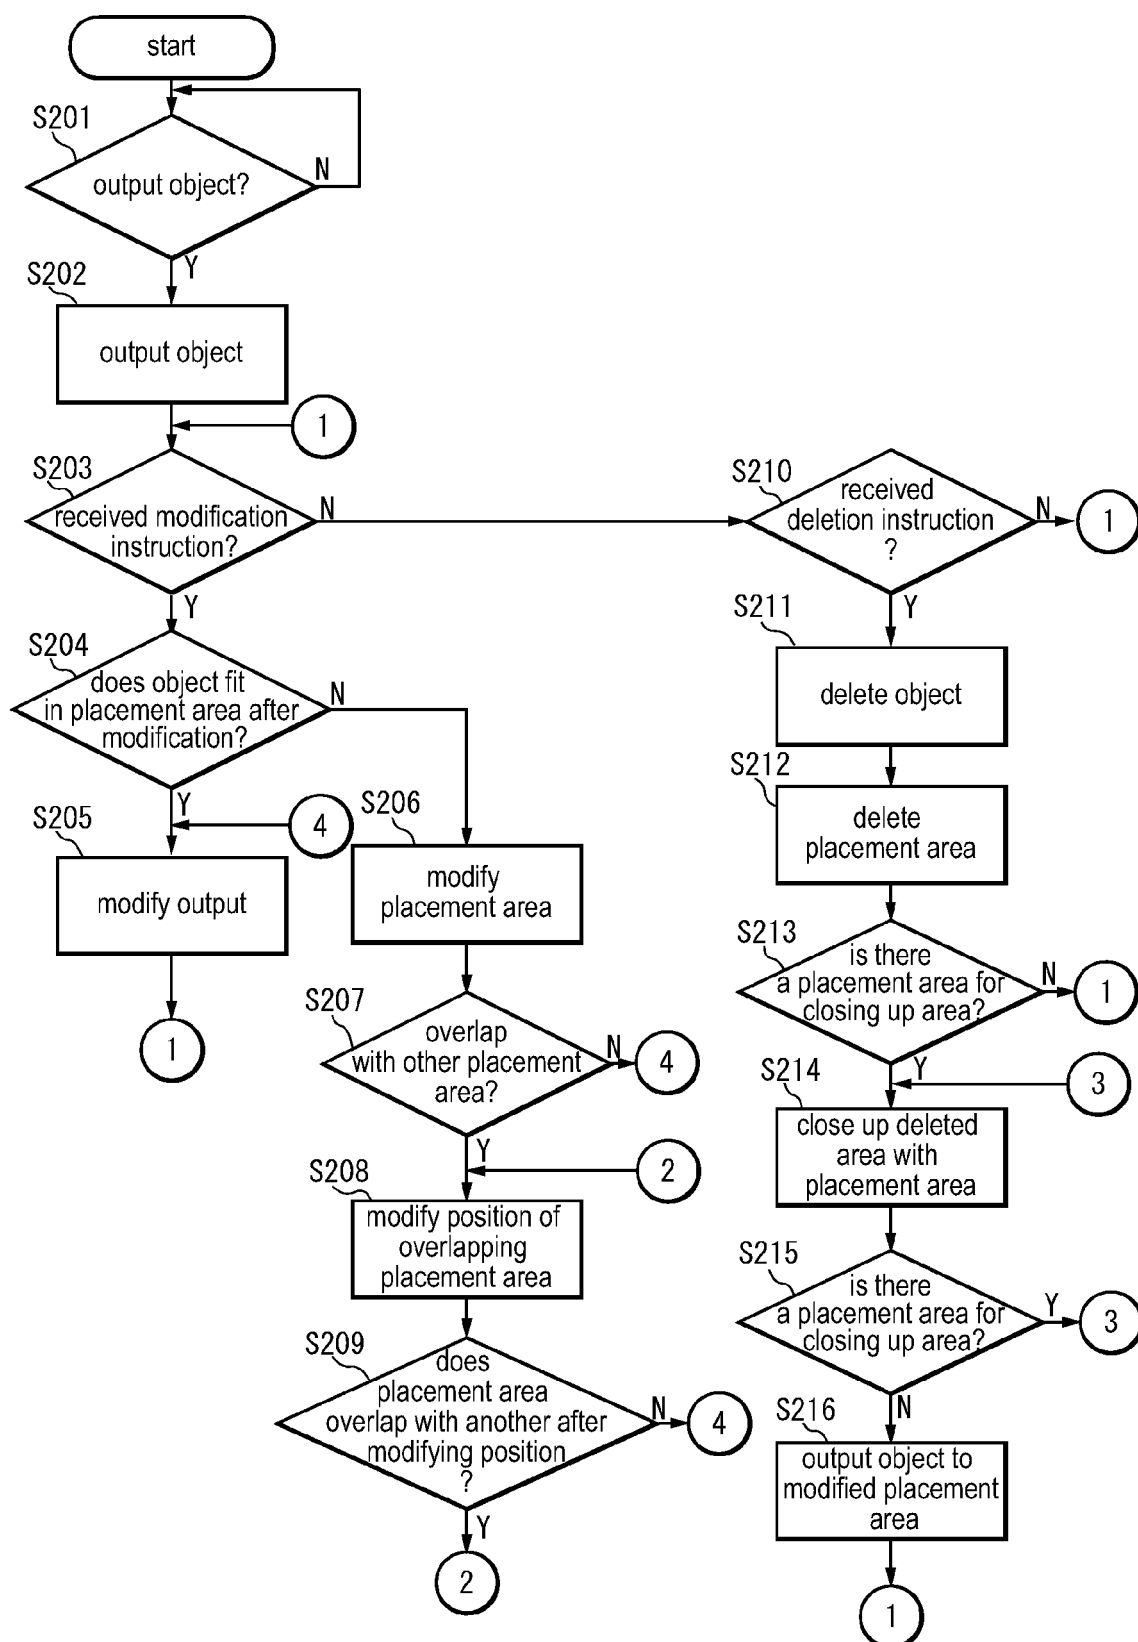 start
S201
output object?
N
Y
S202
output object
1
S203
received modification
instruction?
N
Y
S204
does object fit
in placement area after
modification?
N
Y
4
S205
modify output
1
S206
modify
placement area
S207
overlap
with other placement
area?
N
4
Y
2
S208
modify position of
overlapping
placement area
S209
does
placement area
overlap with another after
modifying position
?
N
4
Y
2
S210
received
deletion instruction
?
N
1
Y
S211
delete object
S212
delete
placement area
S213
is there
a placement area for
closing up area?
N
1
Y
3
S214
close up deleted
area with
placement area
S215
is there
a placement area for
closing up area?
Y
3
N
S216
output object to
modified placement
area
1